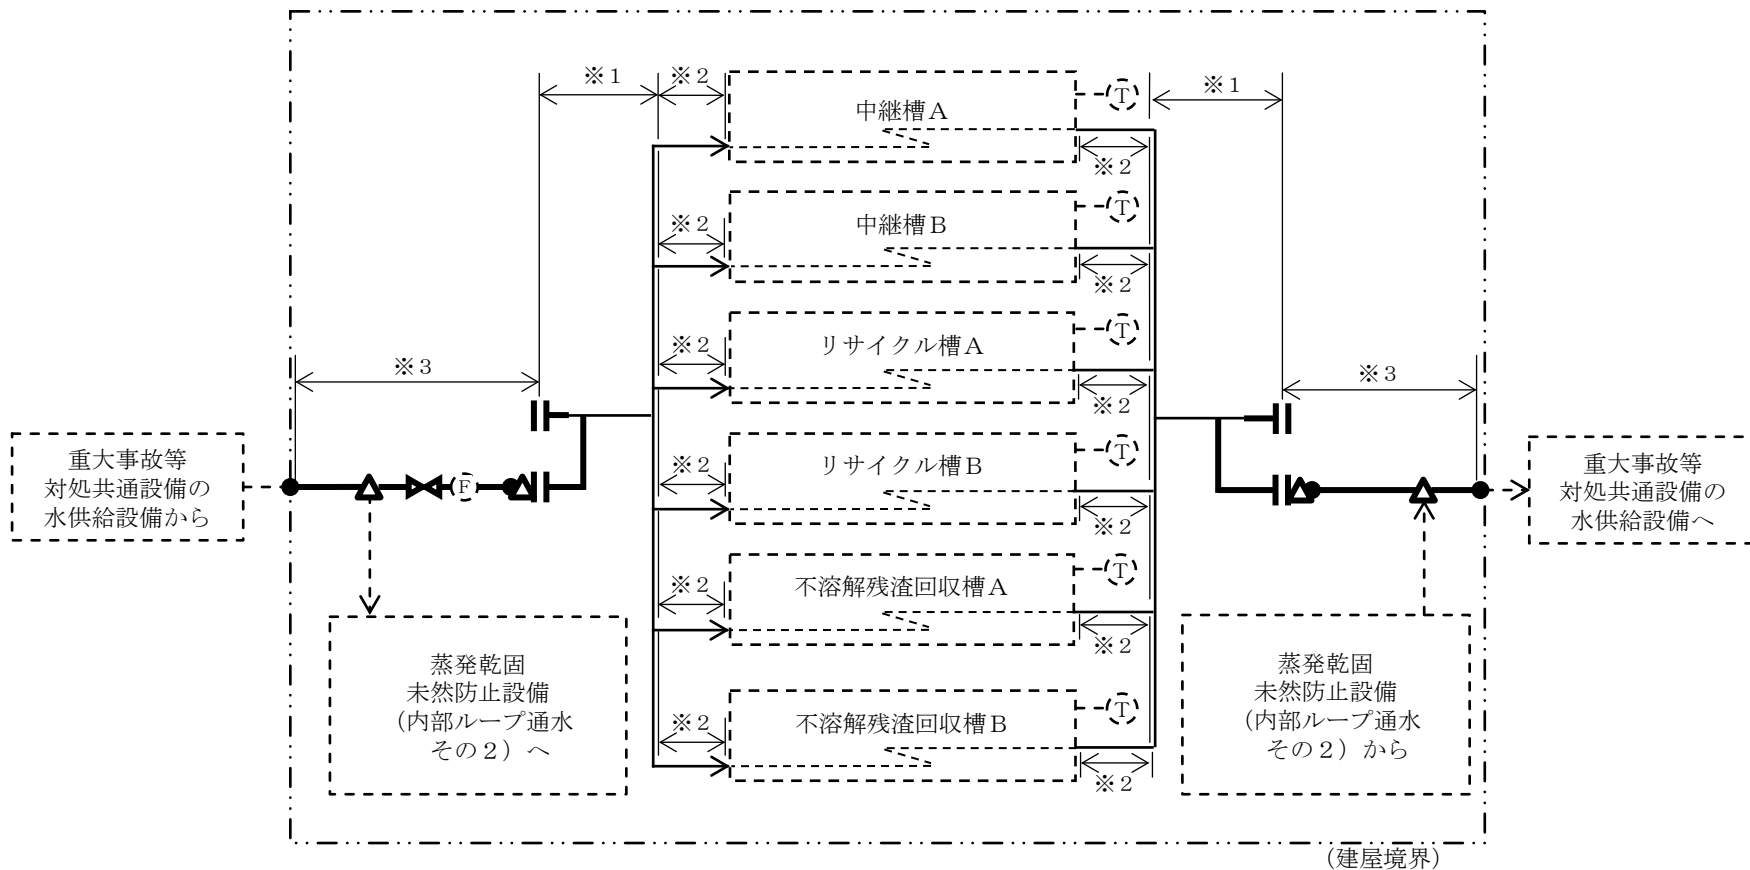 ※1
※2
中継槽A
T
※1
※2
※2
中継槽B
T
※2
※2
リサイクル槽A
T
※2
※3
※3
※2
リサイクル槽B
T
※2
重大事故等
対処共通設備の
水供給設備から
F
重大事故等
対処共通設備の
水供給設備へ
※2
不溶解残渣回収槽A
T
※2
蒸発乾固
未然防止設備
(内部ループ通水
その2)へ
※2
不溶解残渣回収槽B
T
※2
蒸発乾固
未然防止設備
(内部ループ通水
その2)から
(建屋境界)